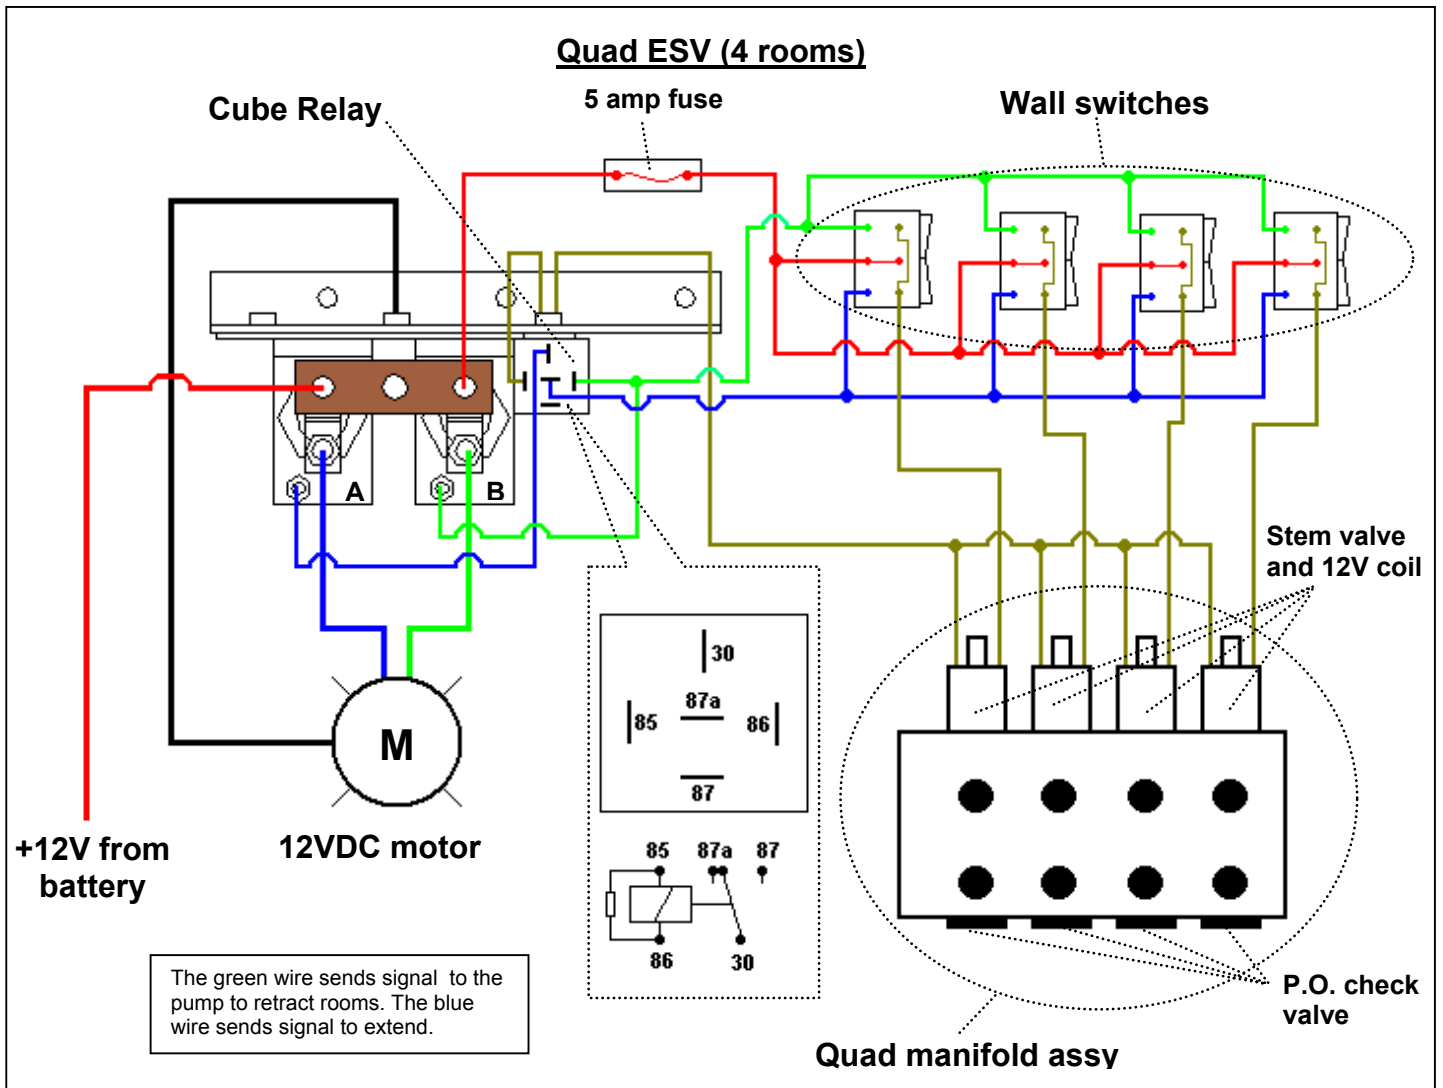 Quad ESV (4 rooms)
Cube Relay
5 amp fuse
Wall switches
A
B
Stem valve
and 12V coil
30
87a
85
86
87
M
+12V from
battery
12VDC motor
85
87a
87
86
30
The green wire sends signal to the
pump to retract rooms. The blue
wire sends signal to extend.
P.O. check
valve
Quad manifold assy